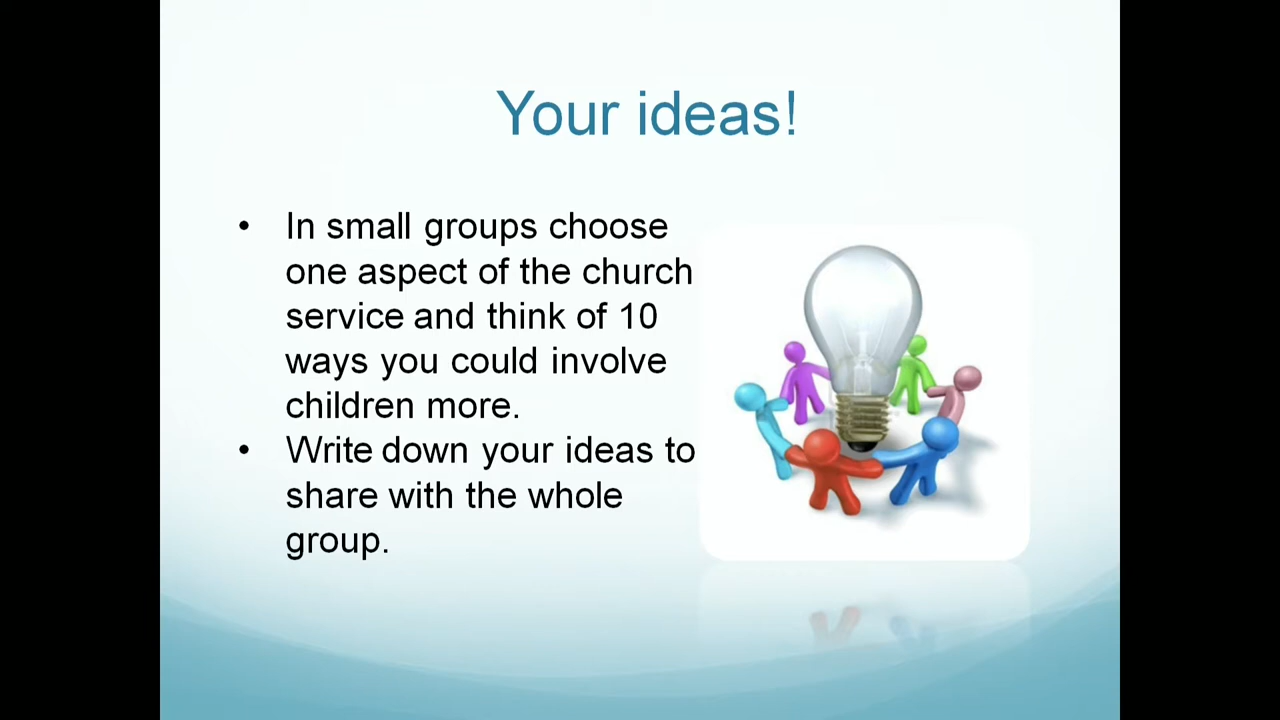 Your ideas!
• In small groups choose
one aspect of the church
service and think of 10
ways you could involve
children more.
• Write down your ideas to
share with the whole
group.